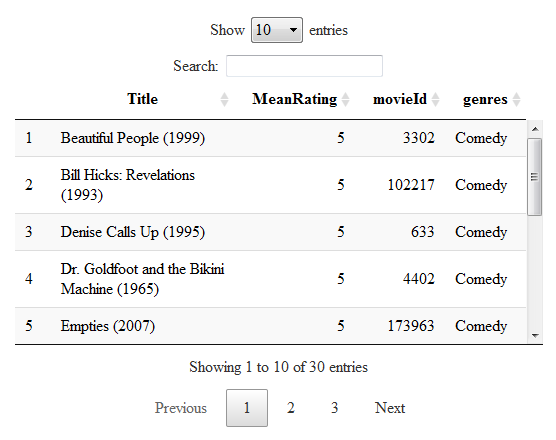 Show 10 entries
Search:
Title MeanRating movieId genres
1 Beautiful People (1999) 5 3302 Comedy
2 Bill Hicks: Revelations
(1993) 5 102217 Comedy
3 Denise Calls Up (1995) 5 633 Comedy
4 Dr. Goldfoot and the Bikini
Machine (1965) 5 4402 Comedy
5 Empties (2007) 5 173963 Comedy
Showing 1 to 10 of 30 entries
Previous 1 2 3 Next